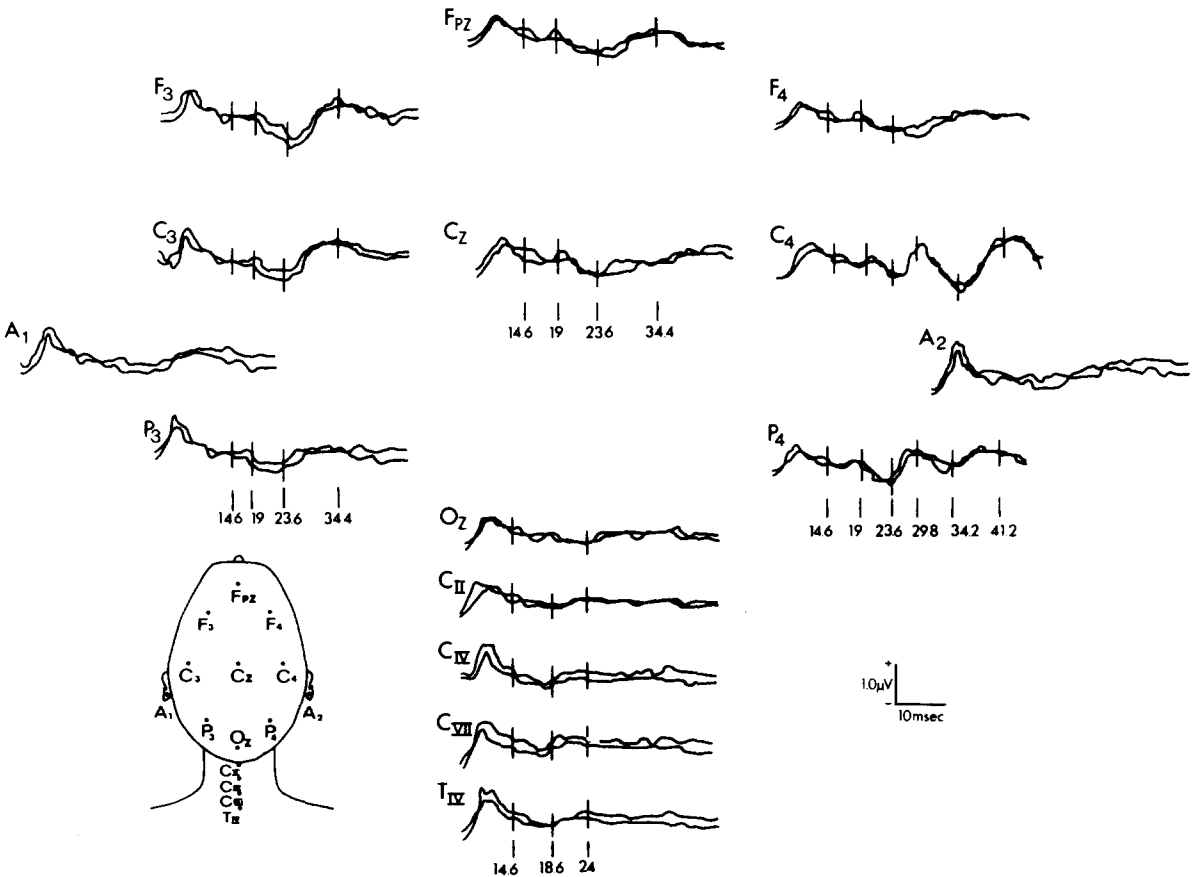 FPZ
F3
F4
C3
CZ
C4
14.6 19 23.6 34.4
A1
A2
P3
P4
14.6 19 23.6 34.4
14.6 19 23.6 29.8 34.2 41.2
OZ
CII
CIV
CVII
TIV
14.6 18.6 24
FPZ
F3 F4
C3 CZ C4
A1 A2
P3 OZ P4
TIV
+
1.0μV
-
10msec